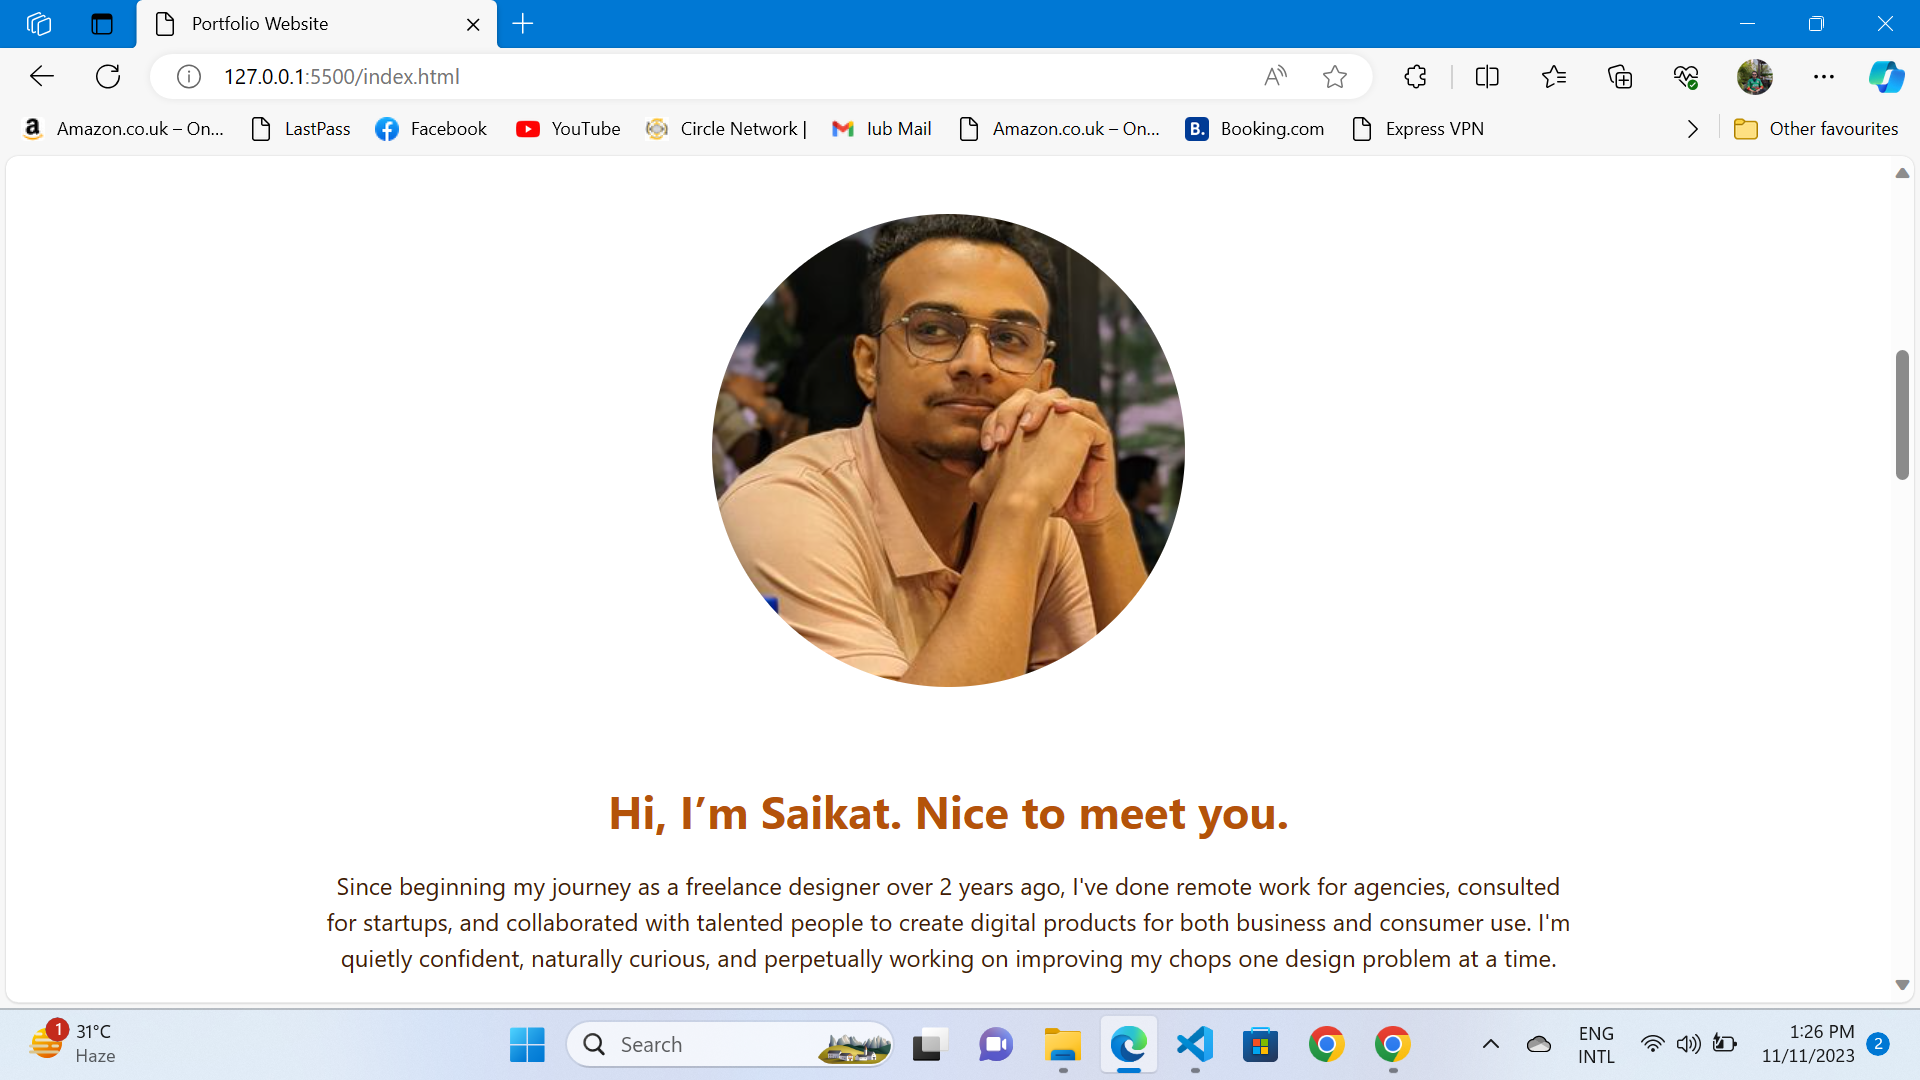 Portfolio Website
127.0.0.1:5500/index.html
Amazon.co.uk – On... LastPass Facebook YouTube Circle Network | Iub Mail Amazon.co.uk – On... B. Booking.com Express VPN Other favourites
Hi, I’m Saikat. Nice to meet you.
Since beginning my journey as a freelance designer over 2 years ago, I've done remote work for agencies, consulted
for startups, and collaborated with talented people to create digital products for both business and consumer use. I'm
quietly confident, naturally curious, and perpetually working on improving my chops one design problem at a time.
1 31°C
Haze
Search
ENG
INTL
1:26 PM
11/11/2023
2